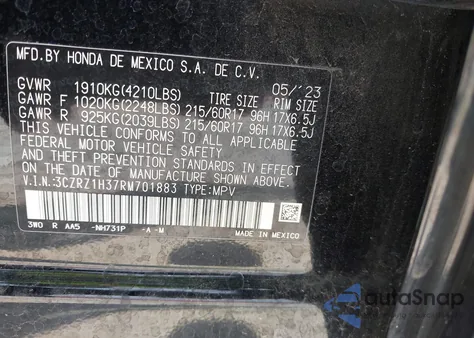 MFD.BY HONDA DE MEXICO S.A. DE C.V.
05/'23
GVWR 1910KG(4210LBS) TIRE SIZE RIM SIZE
GAWR F 1020KG(2248LBS) 215/60R17 96H 17X6.5J
GAWR R 925KG(2039LBS) 215/60R17 96H 17X6.5J
THIS VEHICLE CONFORMS TO ALL APPLICABLE
FEDERAL MOTOR VEHICLE SAFETY
AND THEFT PREVENTION STANDARDS IN EFFECT
ON THE DATE OF MANUFACTURE SHOWN ABOVE.
V.I.N.:3CZRZ1H37RM701883 TYPE:MPV
3W0 R AA5 -NH731P -A -M
MADE IN MEXICO
autoSnap